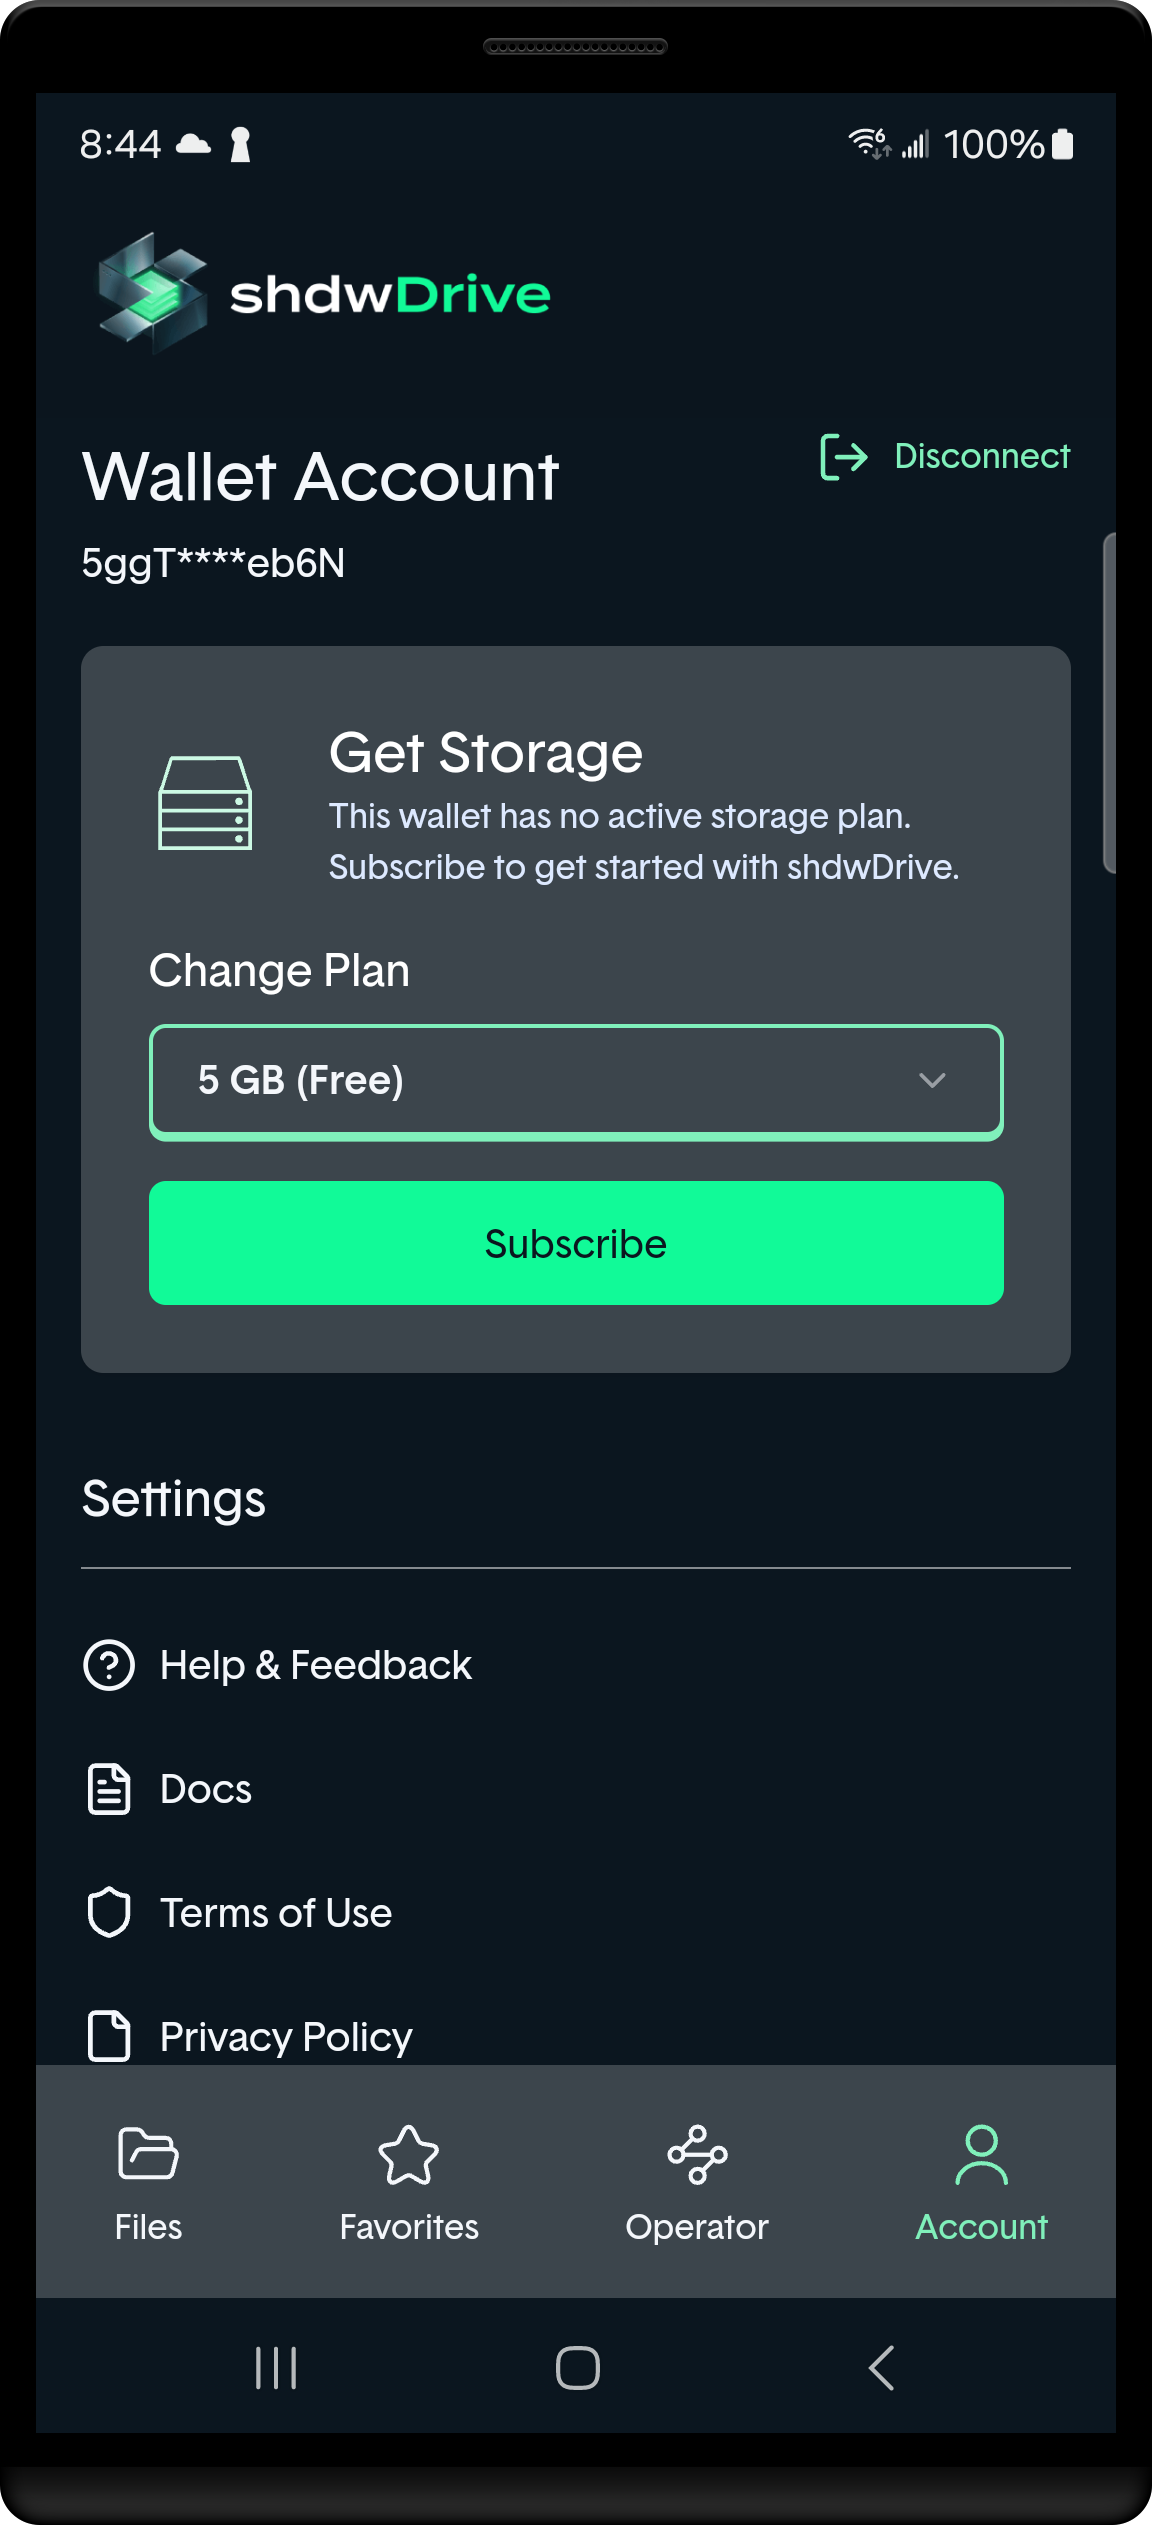 8:44
6 100%
shdwDrive
Wallet Account
Disconnect
5ggT****eb6N
Get Storage
This wallet has no active storage plan.
Subscribe to get started with shdwDrive.
Change Plan
5 GB (Free)
Subscribe
Settings
Help & Feedback
Docs
Terms of Use
Privacy Policy
Files
Favorites
Operator
Account